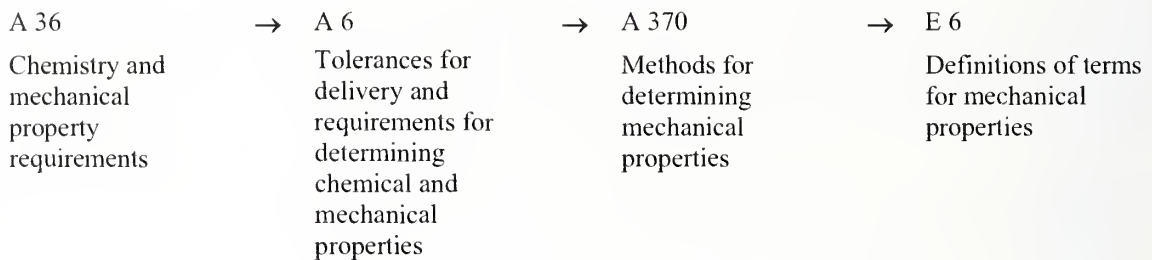 A 36 → A 6 → A 370 → E 6
Chemistry and
mechanical
property
requirements
Tolerances for
delivery and
requirements for
determining
chemical and
mechanical
properties
Methods for
determining
mechanical
properties
Definitions of terms
for mechanical
properties